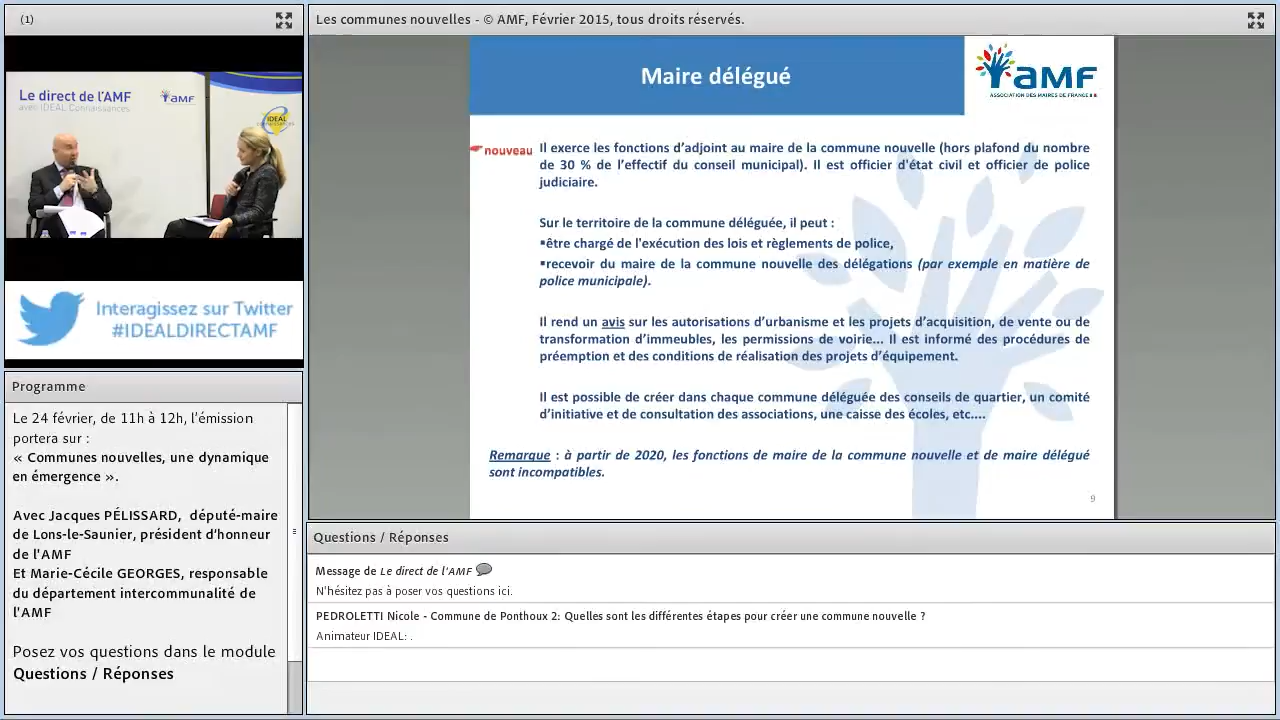 (1)
Le direct de l'AMF
avec IDEAL Connaissances
AMF
IDEAL
Interagissez sur Twitter
#IDEALDIRECTAMF
Programme
Le 24 février, de 11h à 12h, l'émission
portera sur :
« Communes nouvelles, une dynamique
en émergence ».
Avec Jacques PÉLISSARD, député-maire
de Lons-le-Saunier, président d'honneur
de l'AMF
Et Marie-Cécile GEORGES, responsable
du département intercommunalité de
l'AMF
Posez vos questions dans le module
Questions / Réponses
Les communes nouvelles - © AMF, Février 2015, tous droits réservés.
Maire délégué
aMF
ASSOCIATION DES MAIRES DE FRANCE
nouveau
Il exerce les fonctions d'adjoint au maire de la commune nouvelle (hors plafond du nombre
de 30 % de l'effectif du conseil municipal). Il est officier d'état civil et officier de police
judiciaire.
Sur le territoire de la commune déléguée, il peut :
▪être chargé de l'exécution des lois et règlements de police,
▪recevoir du maire de la commune nouvelle des délégations (par exemple en matière de
police municipale).
Il rend un avis sur les autorisations d'urbanisme et les projets d'acquisition, de vente ou de
transformation d'immeubles, les permissions de voirie... Il est informé des procédures de
préemption et des conditions de réalisation des projets d'équipement.
Il est possible de créer dans chaque commune déléguée des conseils de quartier, un comité
d'initiative et de consultation des associations, une caisse des écoles, etc....
Remarque : à partir de 2020, les fonctions de maire de la commune nouvelle et de maire délégué
sont incompatibles.
9
Questions / Réponses
Message de Le direct de l'AMF
N'hésitez pas à poser vos questions ici.
PEDROLETTI Nicole - Commune de Ponthoux 2: Quelles sont les différentes étapes pour créer une commune nouvelle ?
Animateur IDEAL: .